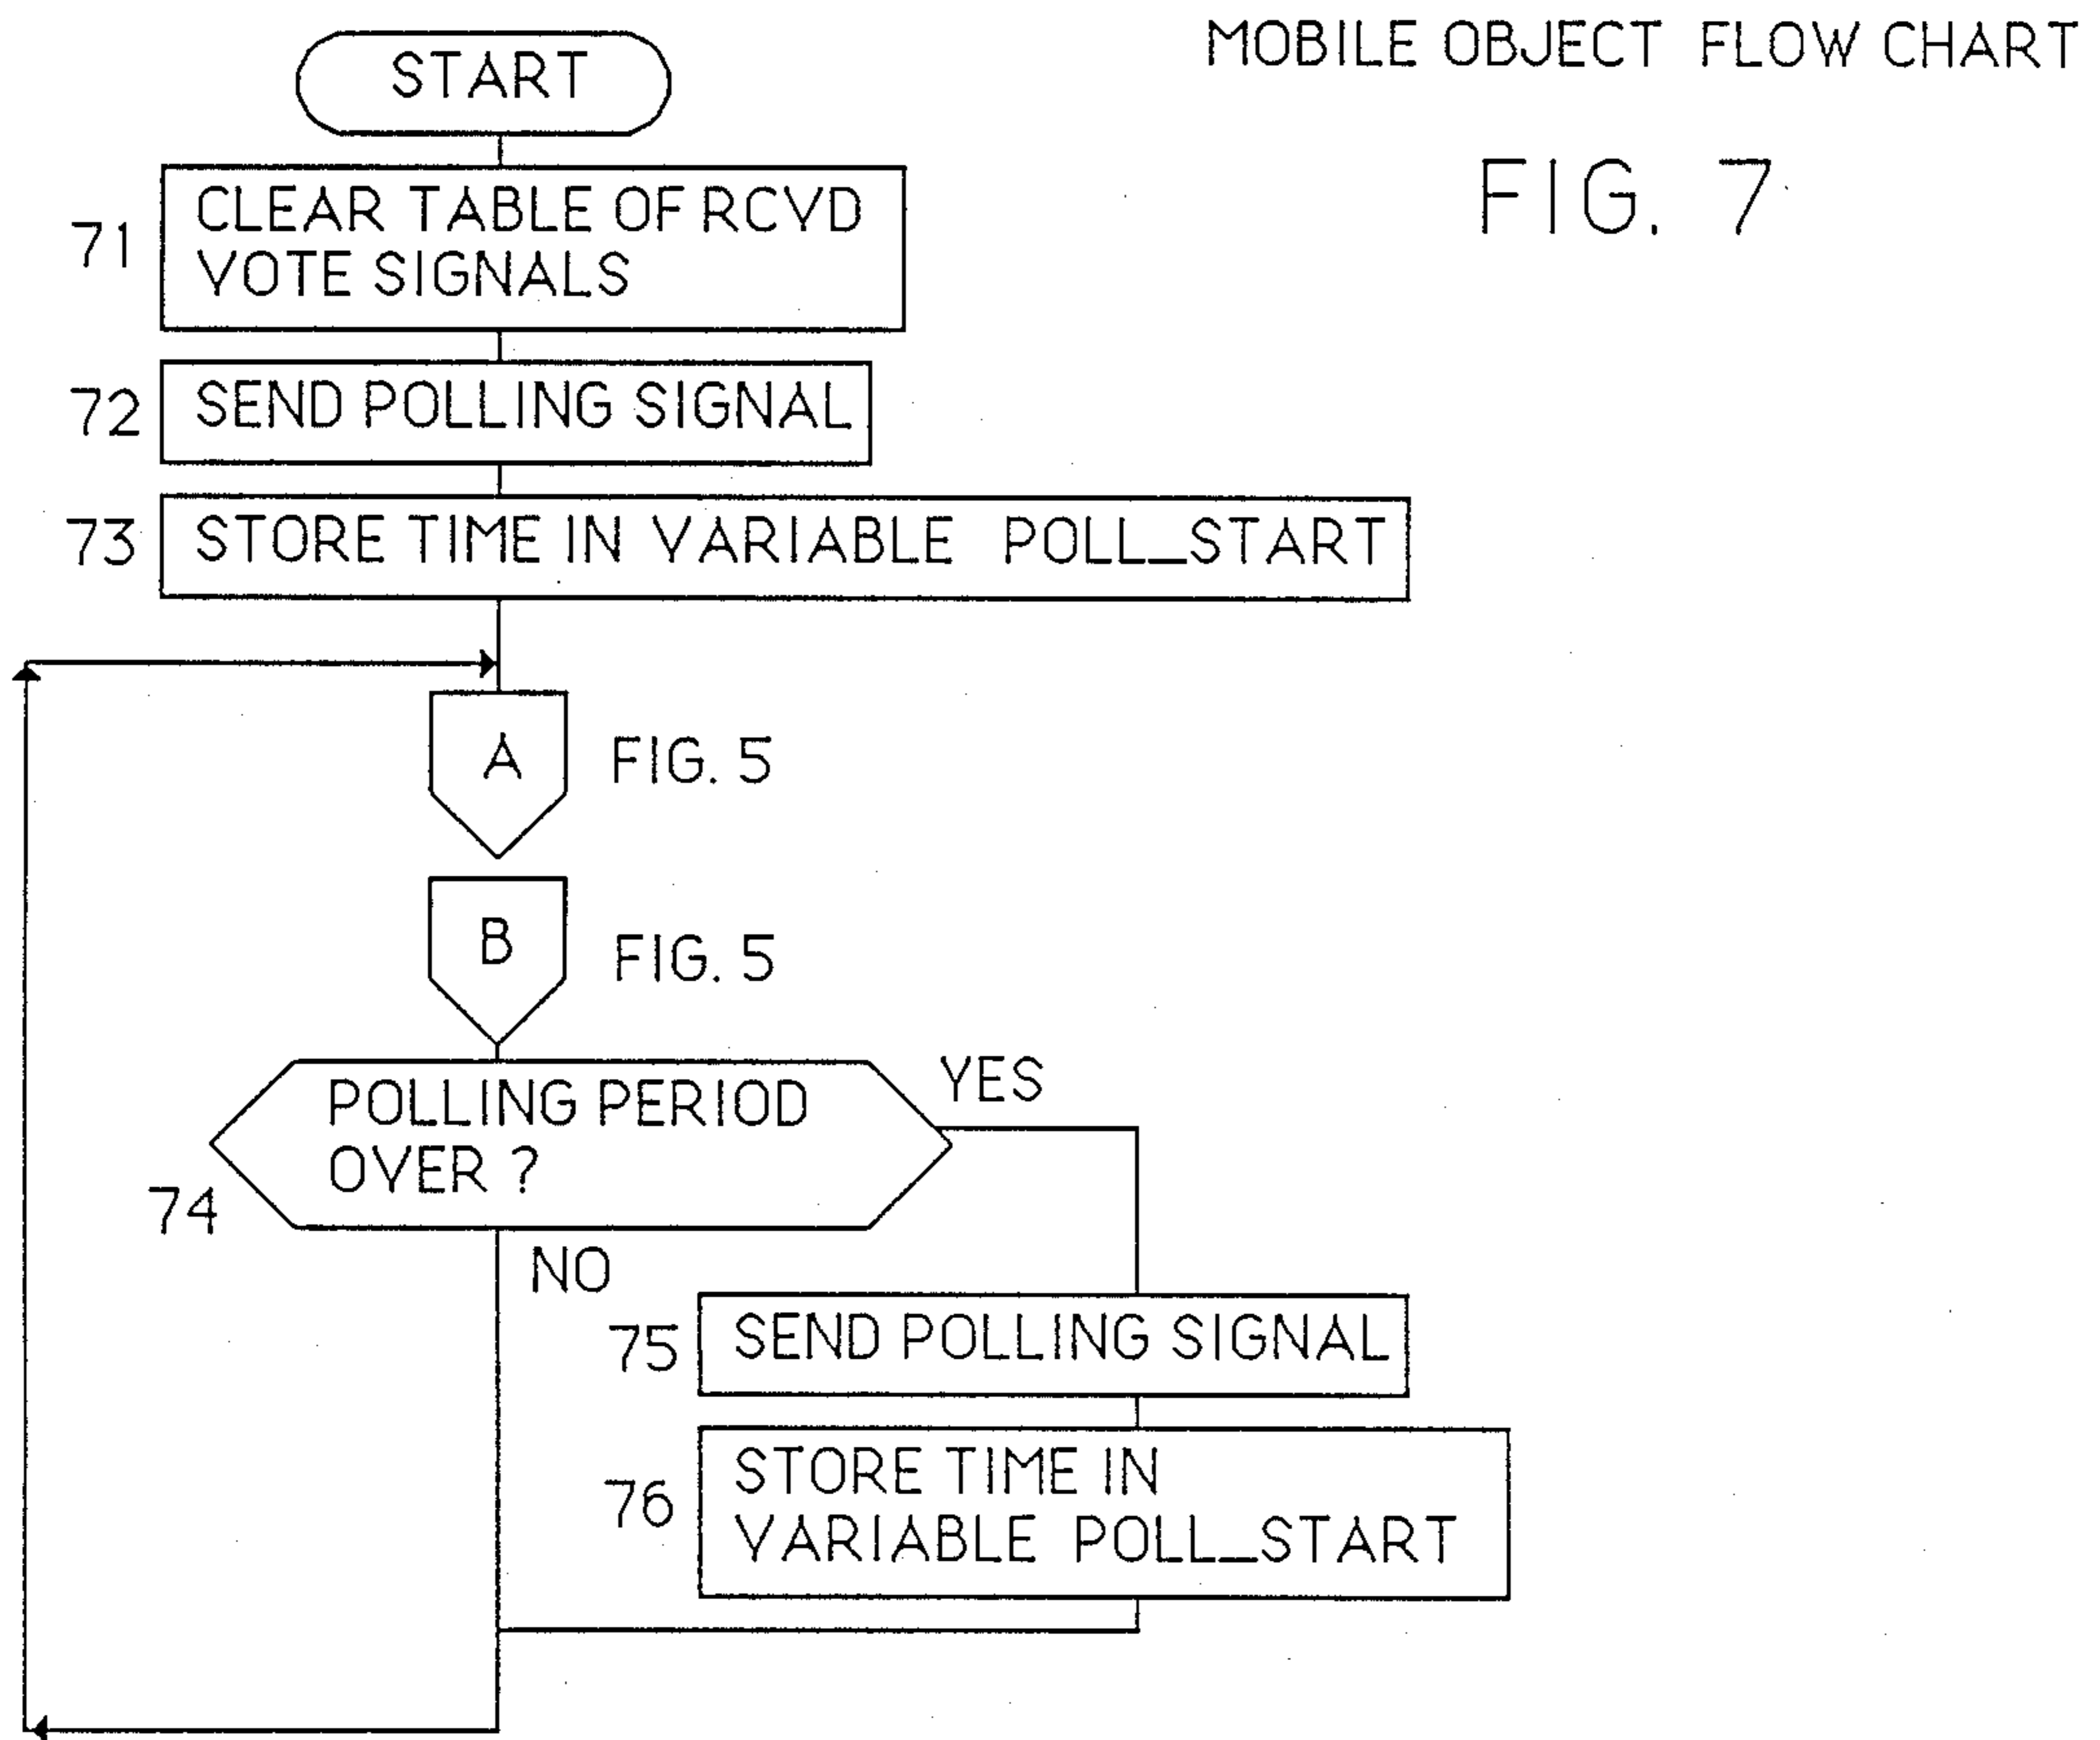 MOBILE OBJECT FLOW CHART
FIG. 7
START
71
CLEAR TABLE OF RCVD
VOTE SIGNALS
72
SEND POLLING SIGNAL
73
STORE TIME IN VARIABLE POLL_START
A
FIG. 5
B
FIG. 5
POLLING PERIOD
OVER ?
74
YES
NO
75
SEND POLLING SIGNAL
76
STORE TIME IN
VARIABLE POLL_START